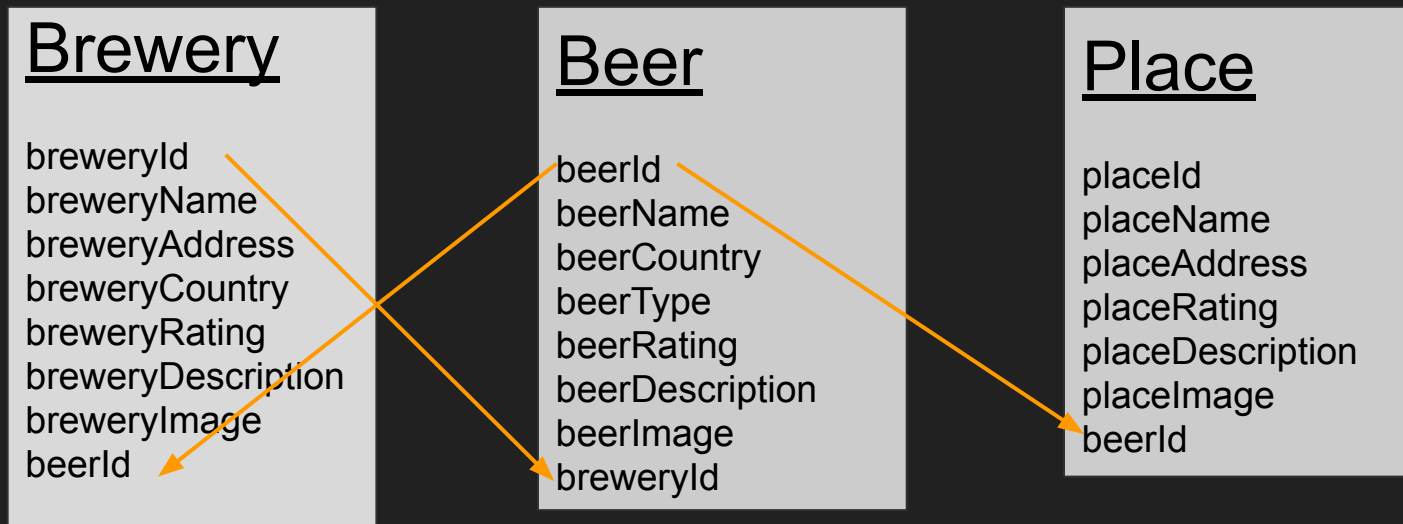 Brewery
breweryId
breweryName
breweryAddress
breweryCountry
breweryRating
breweryDescription
breweryImage
beerId
Beer
beerId
beerName
beerCountry
beerType
beerRating
beerDescription
beerImage
breweryId
Place
placeId
placeName
placeAddress
placeRating
placeDescription
placeImage
beerId